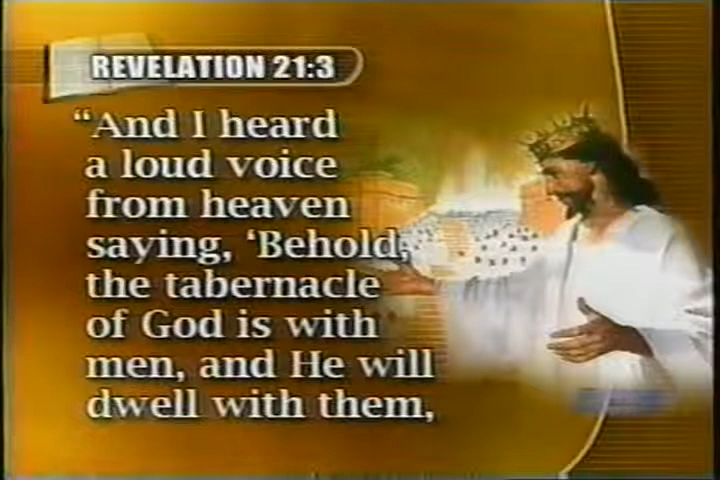 REVELATION 21:3
“And I heard
a loud voice
from heaven
saying, ‘Behold,
the tabernacle
of God is with
men, and He will
dwell with them,